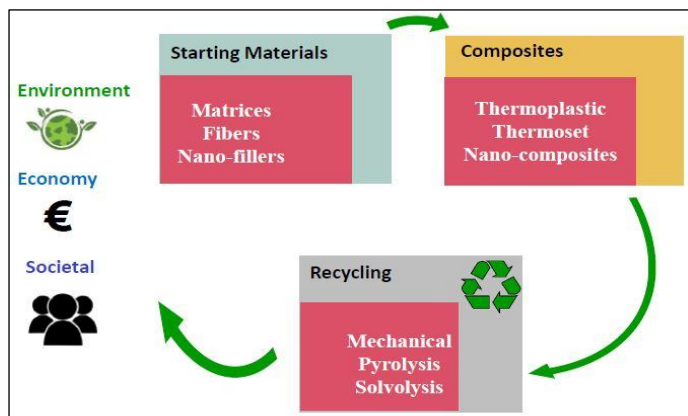 Environment
Economy
€
Societal
Starting Materials
Matrices
Fibers
Nano-fillers
Composites
Thermoplastic
Thermoset
Nano-composites
Recycling
Mechanical
Pyrolysis
Solvolysis